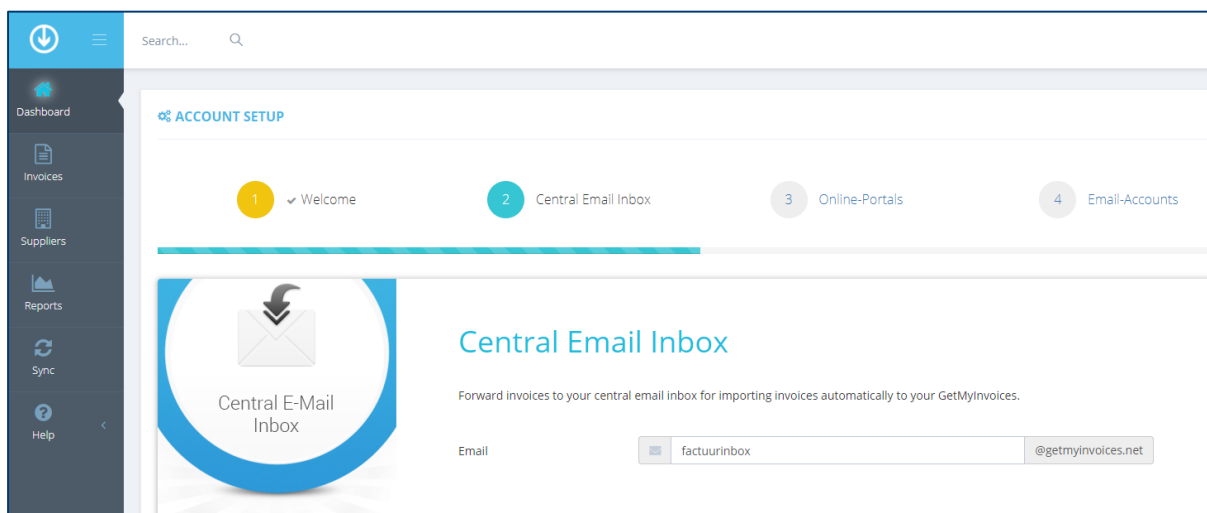 Search...
Dashboard
Invoices
Suppliers
Reports
Sync
Help
ACCOUNT SETUP
1 Welcome
2 Central Email Inbox
3 Online-Portals
4 Email-Accounts
Central E-Mail
Inbox
Central Email Inbox
Forward invoices to your central email inbox for importing invoices automatically to your GetMyInvoices.
Email factuurinbox @getmyinvoices.net